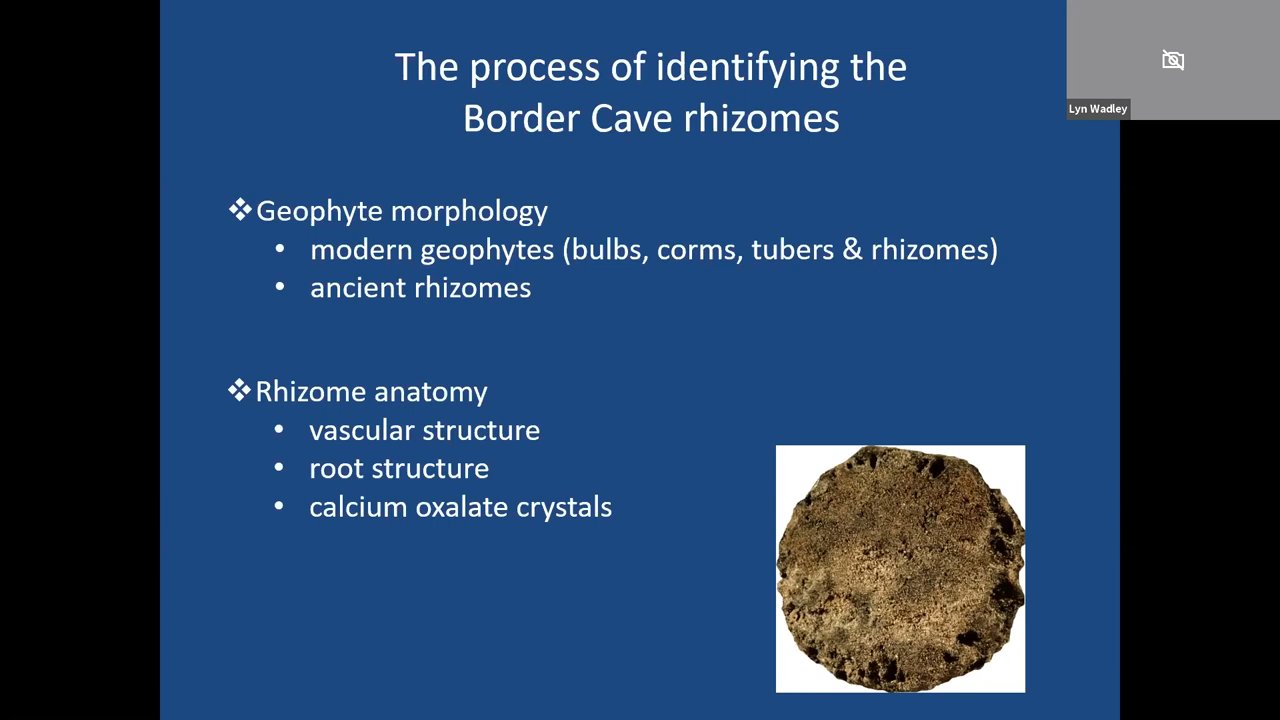 The process of identifying the
Border Cave rhizomes
Lyn Wadley
❖Geophyte morphology
• modern geophytes (bulbs, corms, tubers & rhizomes)
• ancient rhizomes
❖Rhizome anatomy
• vascular structure
• root structure
• calcium oxalate crystals